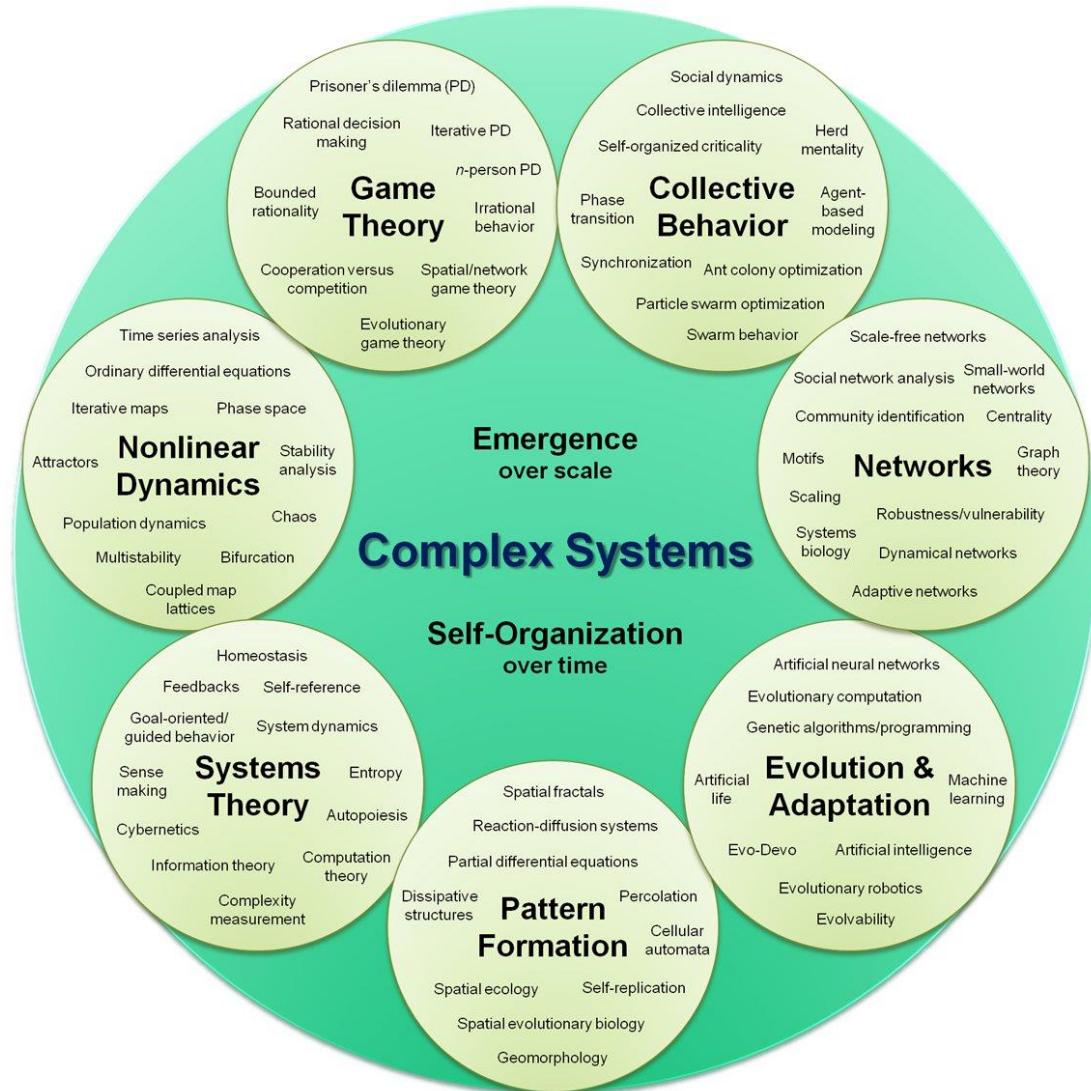 Prisoner's dilemma (PD)
Rational decision
making
Iterative PD
n-person PD
Game
Theory
Bounded
rationality
Irrational
behavior
Cooperation versus
competition
Spatial/network
game theory
Evolutionary
game theory
Social dynamics
Collective intelligence
Self-organized criticality
Herd
mentality
Collective
Behavior
Phase
transition
Agent-
based
modeling
Synchronization
Ant colony optimization
Particle swarm optimization
Swarm behavior
Time series analysis
Ordinary differential equations
Iterative maps
Phase space
Nonlinear
Dynamics
Attractors
Stability
analysis
Population dynamics
Chaos
Multistability
Bifurcation
Coupled map
lattices
Emergence
over scale
Complex Systems
Self-Organization
over time
Scale-free networks
Social network analysis
Small-world
networks
Community identification
Centrality
Motifs
Networks
Graph
theory
Scaling
Robustness/vulnerability
Systems
biology
Dynamical networks
Adaptive networks
Homeostasis
Feedbacks
Self-reference
Goal-oriented/
guided behavior
System dynamics
Sense
making
Systems
Theory
Entropy
Cybernetics
Autopoiesis
Information theory
Computation
theory
Complexity
measurement
Spatial fractals
Reaction-diffusion systems
Partial differential equations
Dissipative
structures
Percolation
Pattern
Formation
Cellular
automata
Spatial ecology
Self-replication
Spatial evolutionary biology
Geomorphology
Artificial neural networks
Evolutionary computation
Genetic algorithms/programming
Artificial
life
Evolution &
Adaptation
Machine
learning
Evo-Devo
Artificial intelligence
Evolutionary robotics
Evolvability